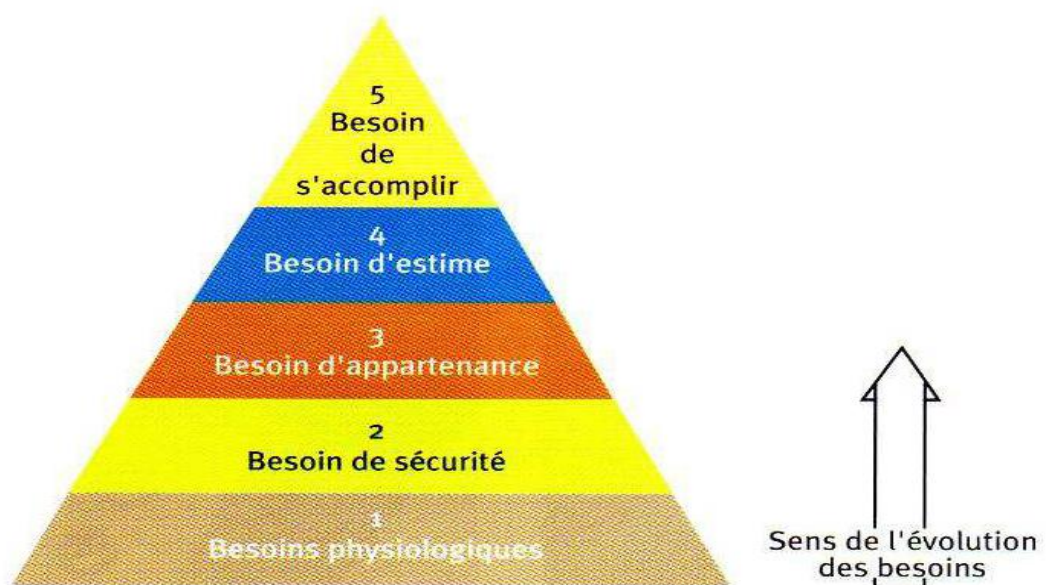 5
Besoin
de
s'accomplir
4
Besoin d'estime
3
Besoin d'appartenance
2
Besoin de sécurité
1
Besoins physiologiques
Sens de l'évolution
des besoins